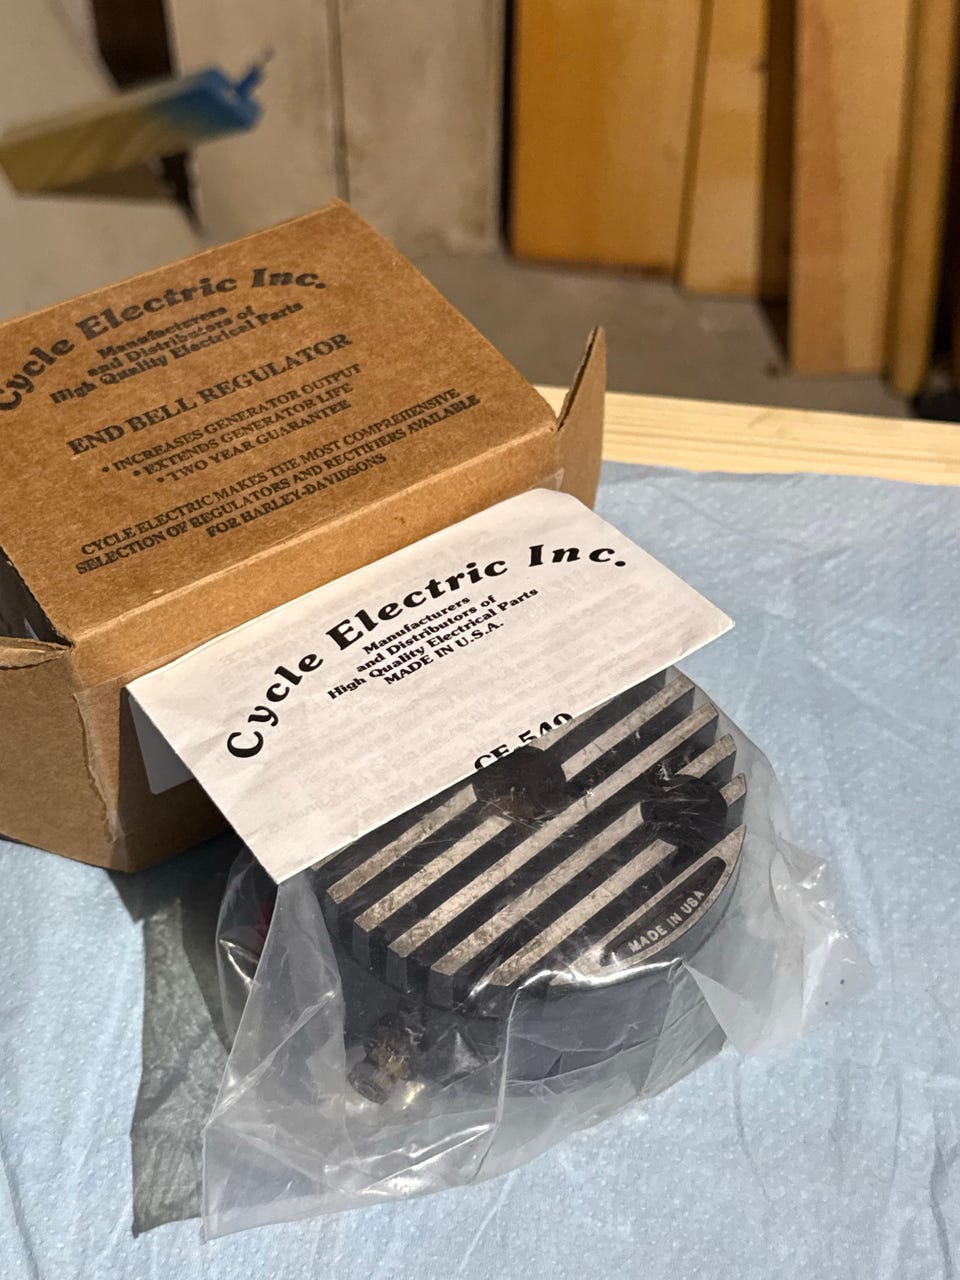 Cycle Electric Inc.
Manufacturers
and Distributors of
High Quality Electrical Parts
END BELL REGULATOR
• INCREASES GENERATOR OUTPUT
• EXTENDS GENERATOR LIFE
• TWO YEAR GUARANTEE
CYCLE ELECTRIC MAKES THE MOST COMPREHENSIVE
SELECTION OF REGULATORS AND RECTIFIERS AVAILABLE
FOR HARLEY-DAVIDSONS
Cycle Electric Inc.
Manufacturers
and Distributors of
High Quality Electrical Parts
MADE IN U.S.A.
CE-540
MADE IN USA